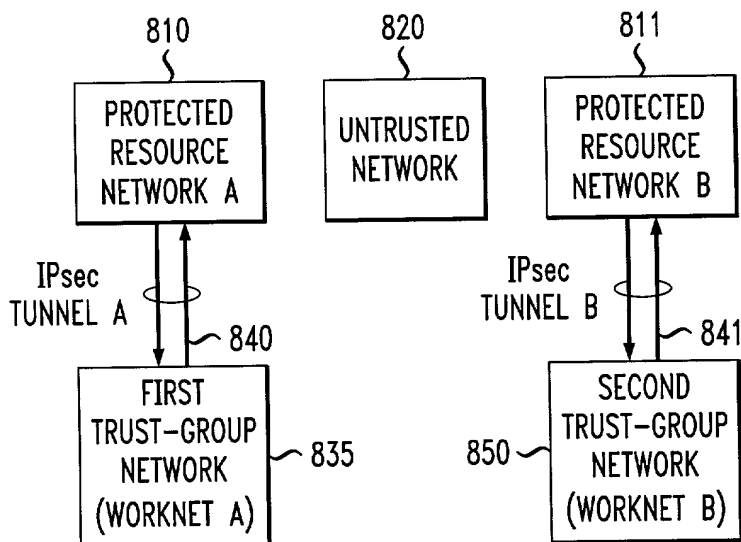 810
820
811
PROTECTED
RESOURCE
NETWORK A
UNTRUSTED
NETWORK
PROTECTED
RESOURCE
NETWORK B
IPsec
TUNNEL A
840
IPsec
TUNNEL B
841
FIRST
TRUST-GROUP
NETWORK
(WORKNET A)
835
850
SECOND
TRUST-GROUP
NETWORK
(WORKNET B)